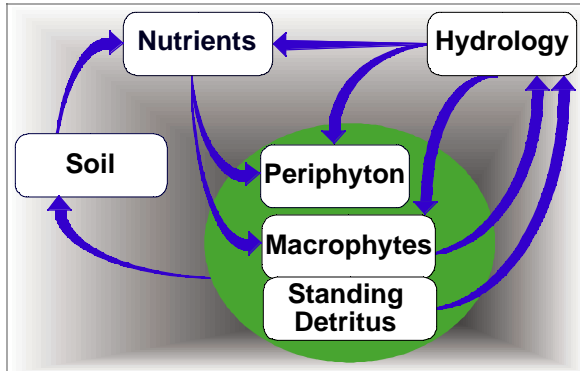 Nutrients
Hydrology
Soil
Periphyton
Macrophytes
Standing
Detritus